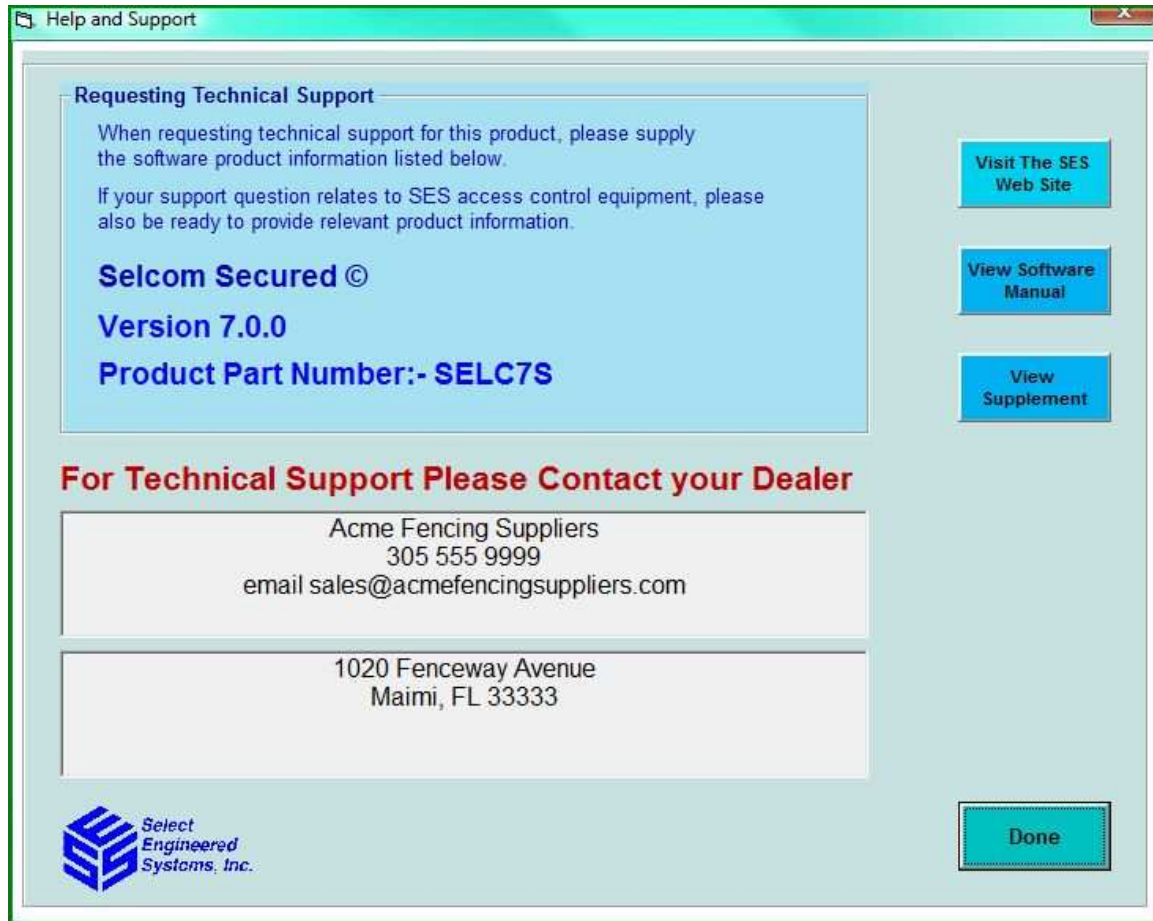 Help and Support
Requesting Technical Support
When requesting technical support for this product, please supply
the software product information listed below.
If your support question relates to SES access control equipment, please
also be ready to provide relevant product information.
Selcom Secured ©
Version 7.0.0
Product Part Number:- SELC7S
Visit The SES
Web Site
View Software
Manual
View
Supplement
For Technical Support Please Contact your Dealer
Acme Fencing Suppliers
305 555 9999
email sales@acmefencingsuppliers.com
1020 Fenceway Avenue
Maimi, FL 33333
SES
Select
Engineered
Systems, Inc.
Done